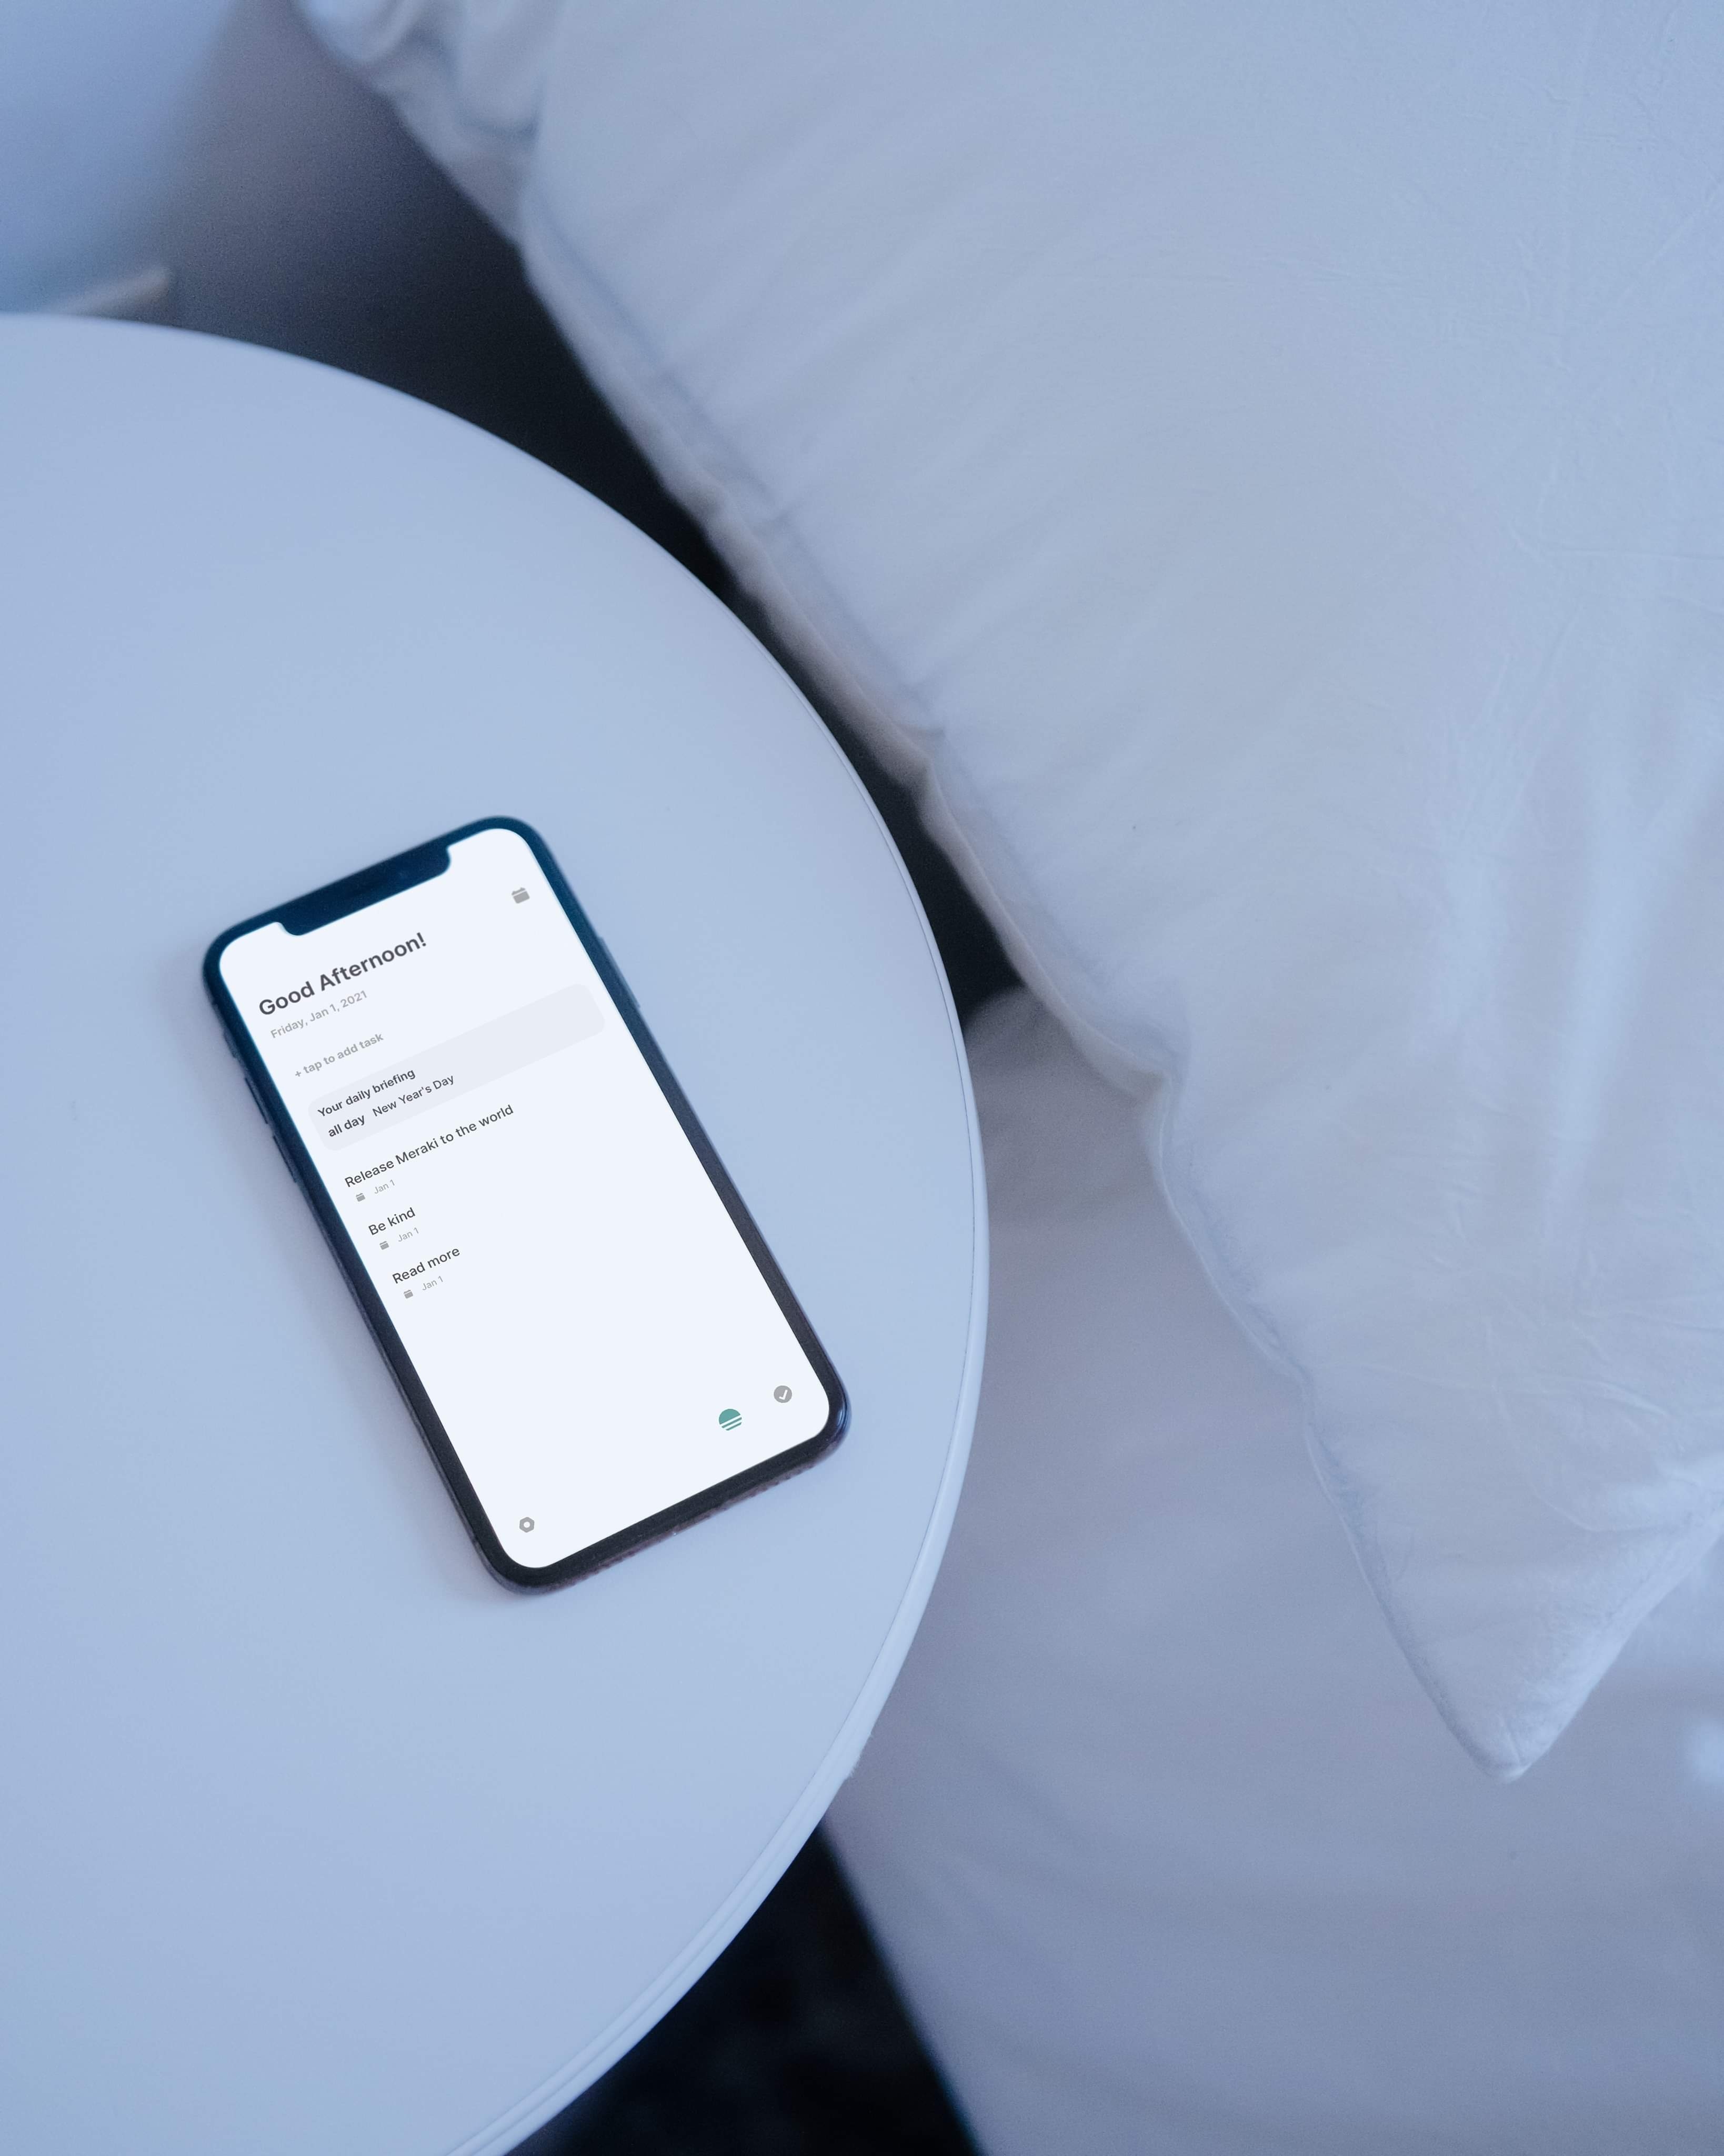 Good Afternoon!
Friday, Jan 1, 2021
+ tap to add task
Your daily briefing
all day New Year's Day
Release Meraki to the world
Jan 1
Be kind
Jan 1
Read more
Jan 1